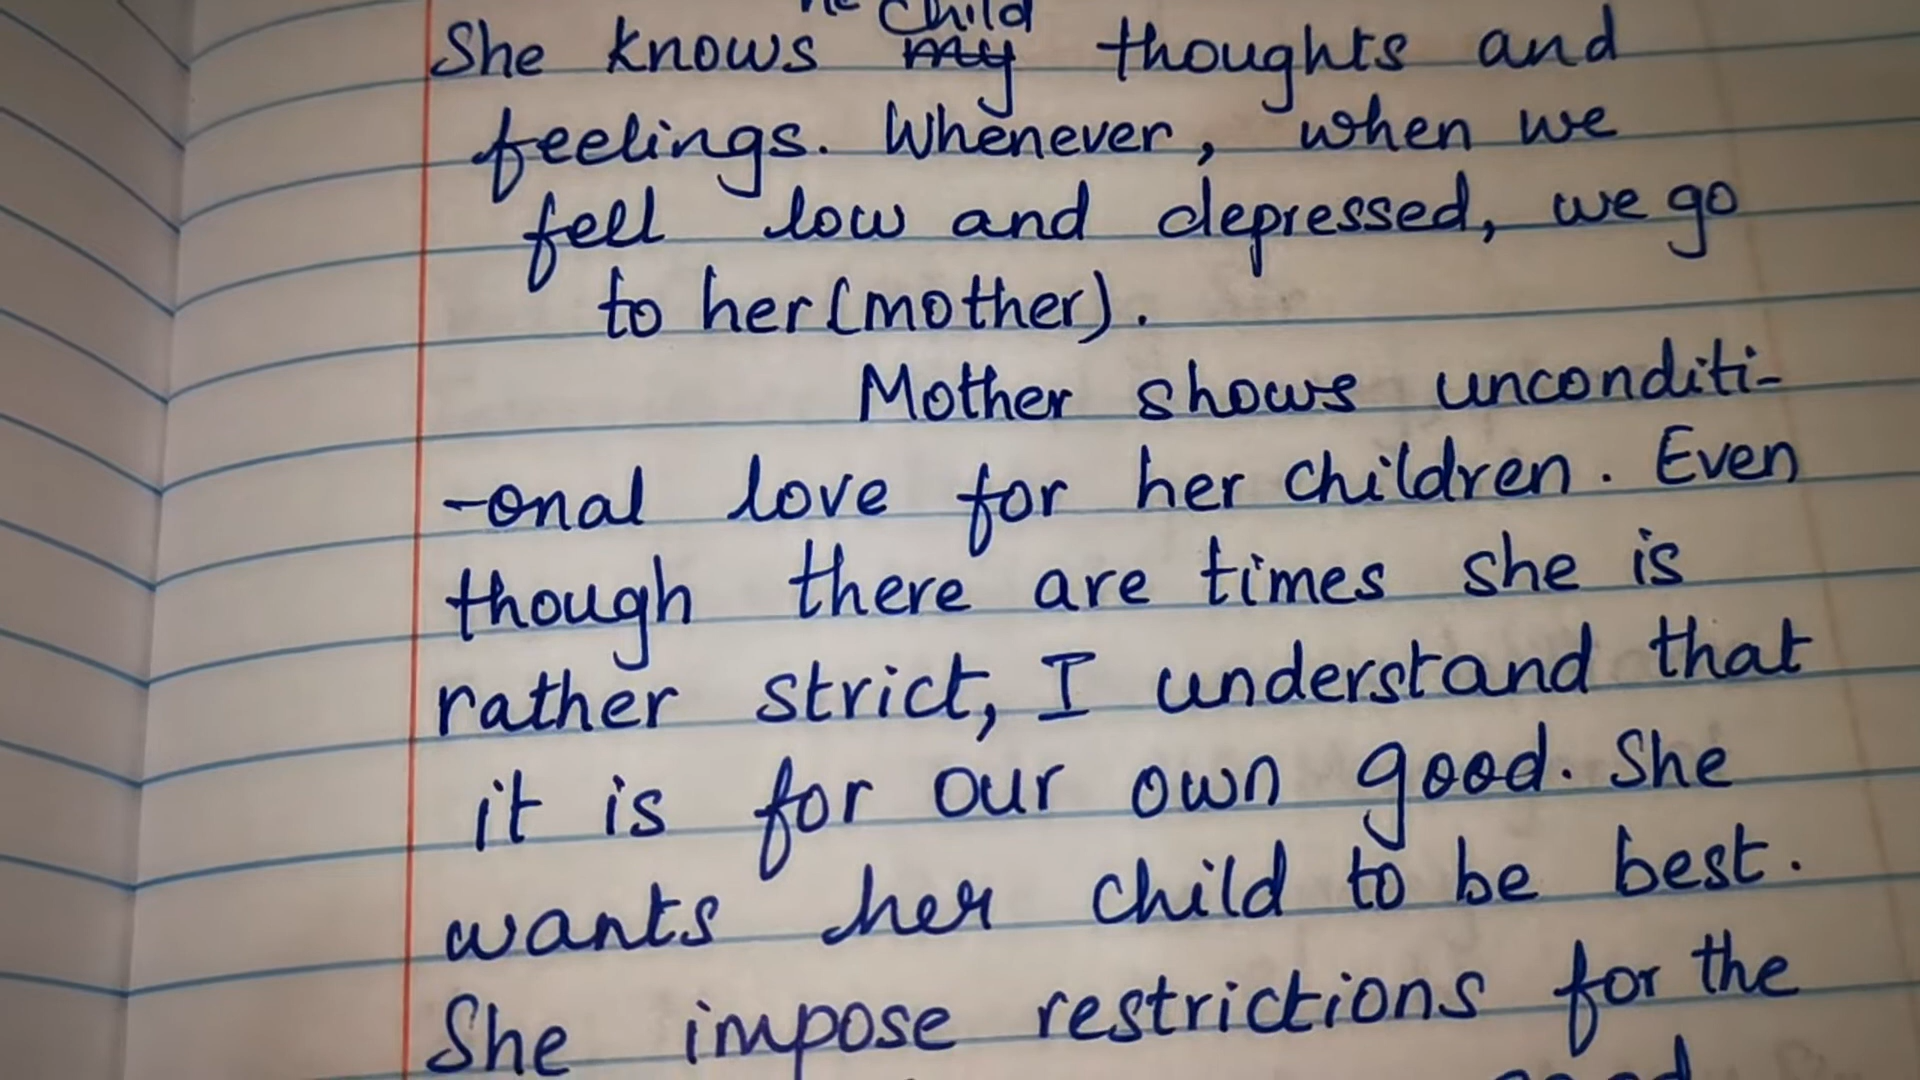 child
She knows my thoughts and
feelings. Whenever, when we
fell low and depressed, we go
to her (mother).
Mother shows unconditi-
-onal love for her children. Even
though there are times she is
rather strict, I understand that
it is for our own good. She
wants her child to be best.
She impose restrictions for the